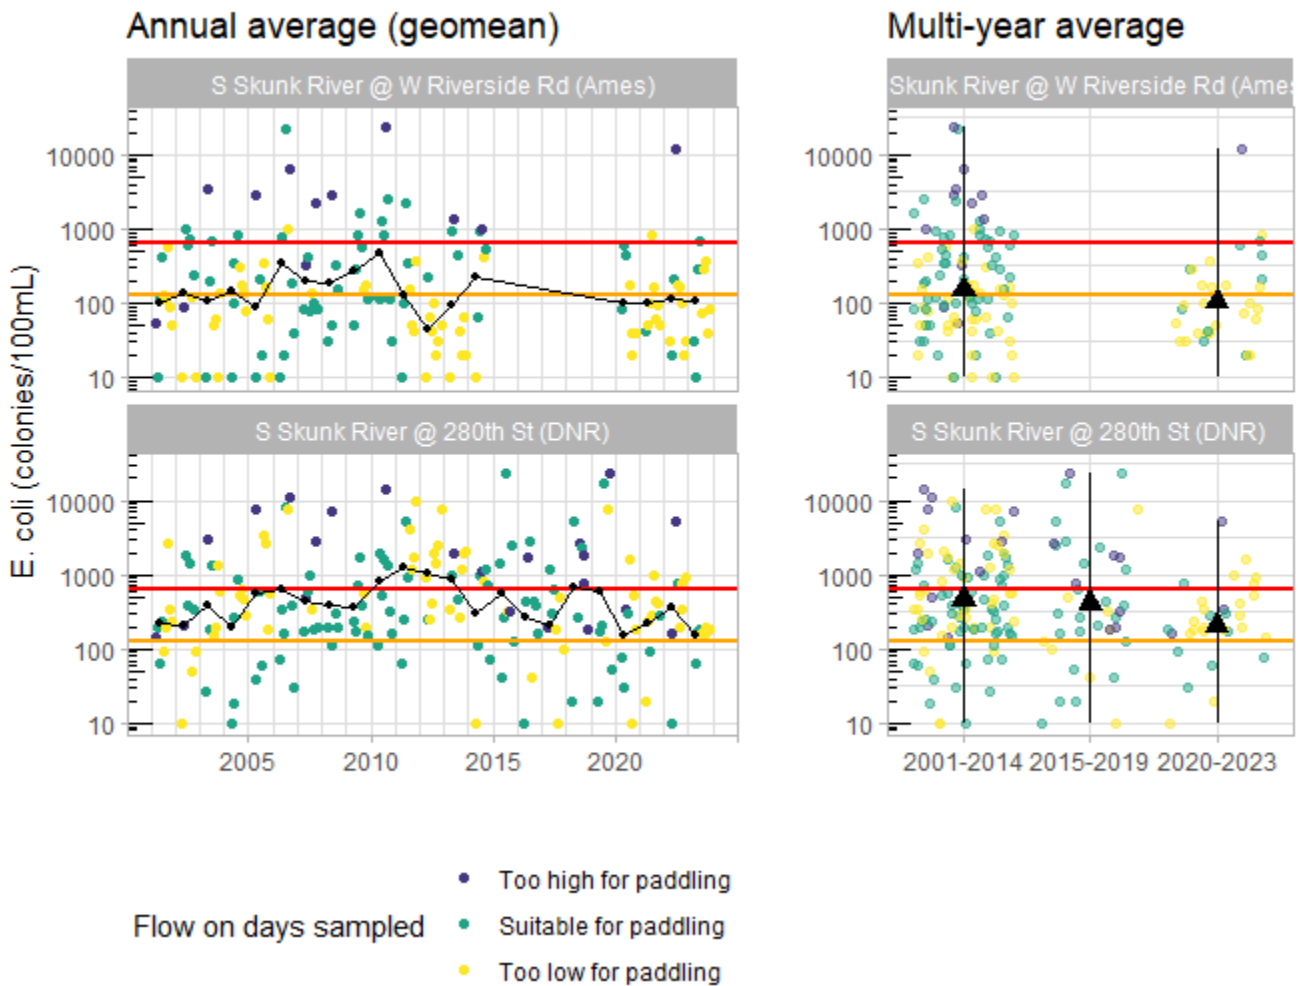 Annual average (geomean)
Multi-year average
S Skunk River @ W Riverside Rd (Ames)
Skunk River @ W Riverside Rd (Ames
10000
1000
100
10
10000
1000
100
10
S Skunk River @ 280th St (DNR)
S Skunk River @ 280th St (DNR)
10000
1000
100
10
10000
1000
100
10
E. coli (colonies/100mL)
2005
2010
2015
2020
2001-2014
2015-2019
2020-2023
Flow on days sampled
Too high for paddling
Suitable for paddling
Too low for paddling